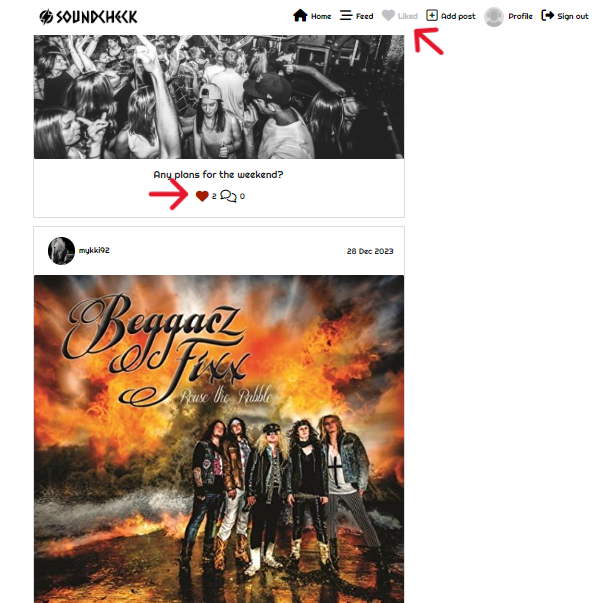 SOUNDCHECK Home Feed Liked Add post Profile Sign out
Any plans for the weekend?
2 0
mykki92 28 Dec 2023
Beggarz
Fixx
Rouse the Rabble